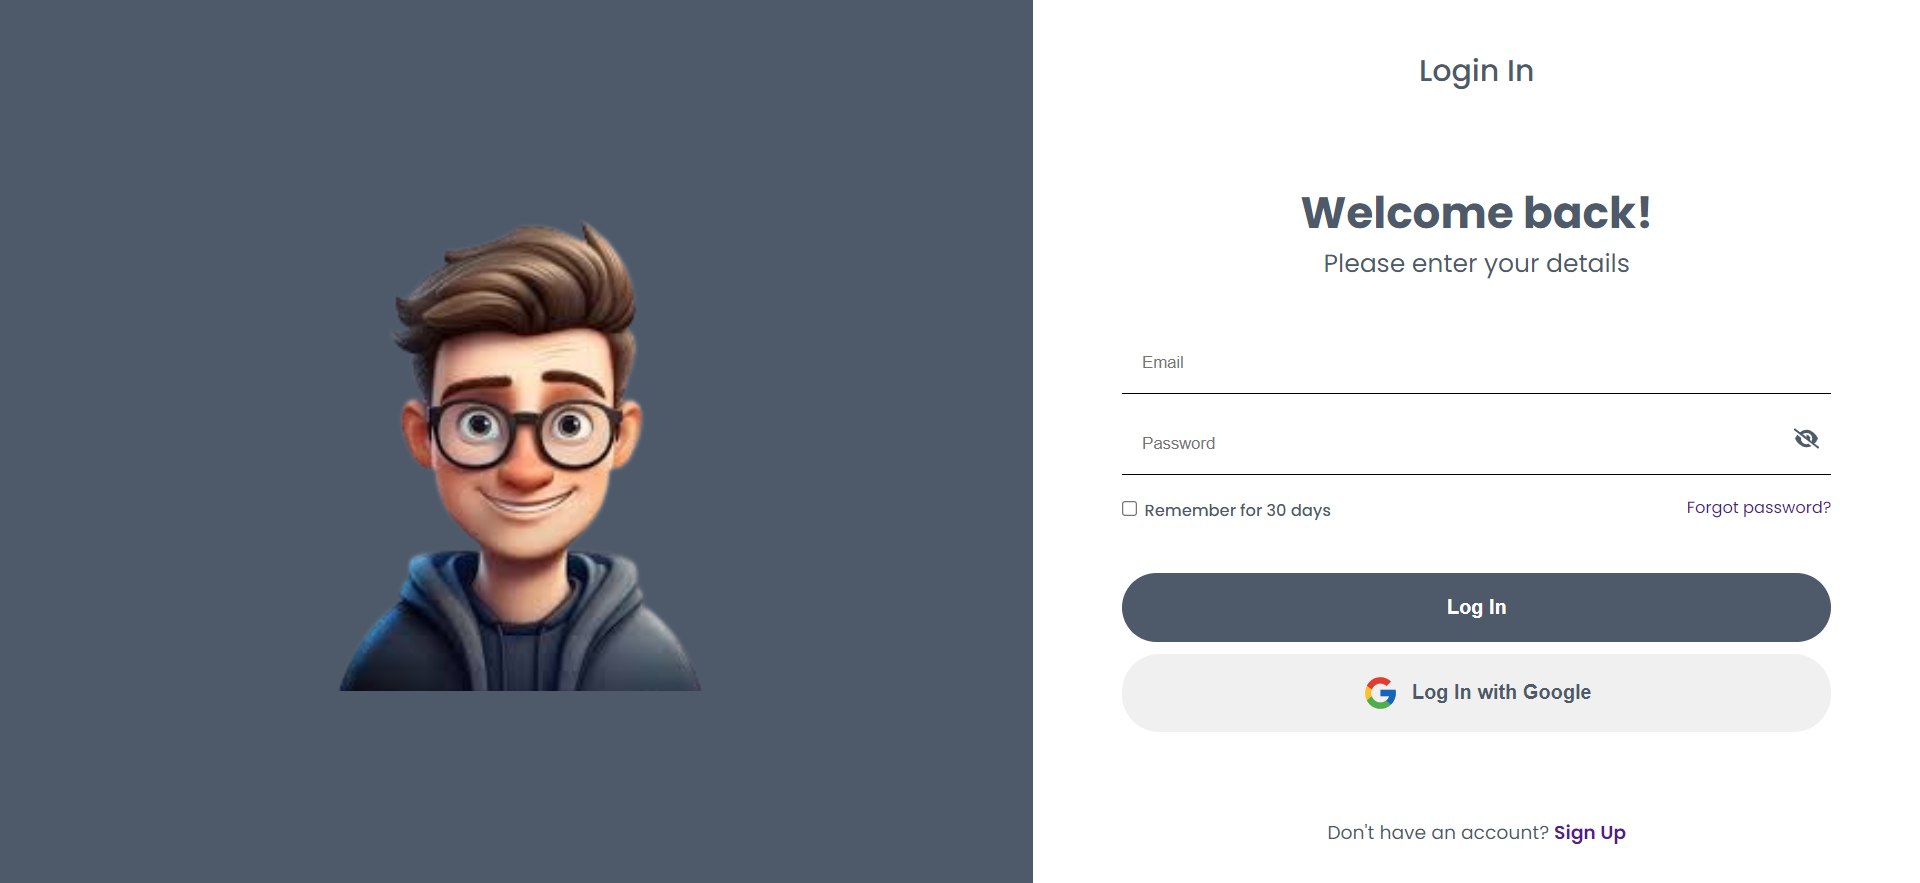 Login In
Welcome back!
Please enter your details
Email
Password
Remember for 30 days
Forgot password?
Log In
Log In with Google
Don't have an account? Sign Up